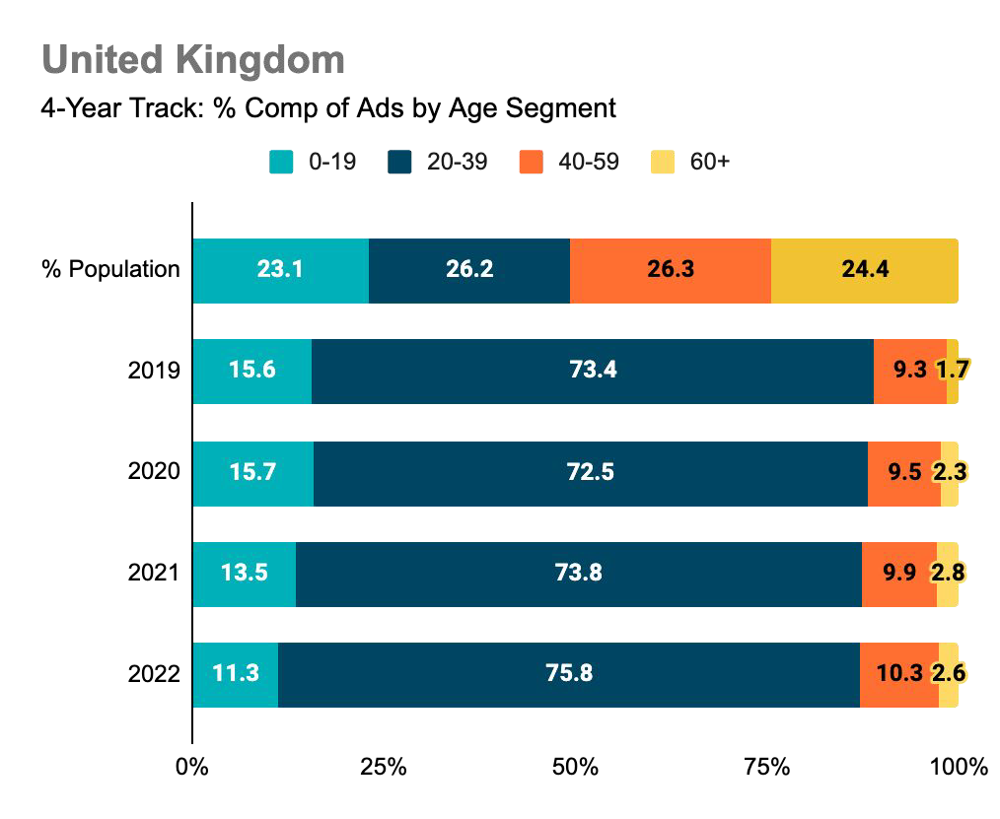 United Kingdom
4-Year Track: % Comp of Ads by Age Segment
0-19 20-39 40-59 60+
% Population 23.1 26.2 26.3 24.4
2019 15.6 73.4 9.3 1.7
2020 15.7 72.5 9.5 2.3
2021 13.5 73.8 9.9 2.8
2022 11.3 75.8 10.3 2.6
0% 25% 50% 75% 100%